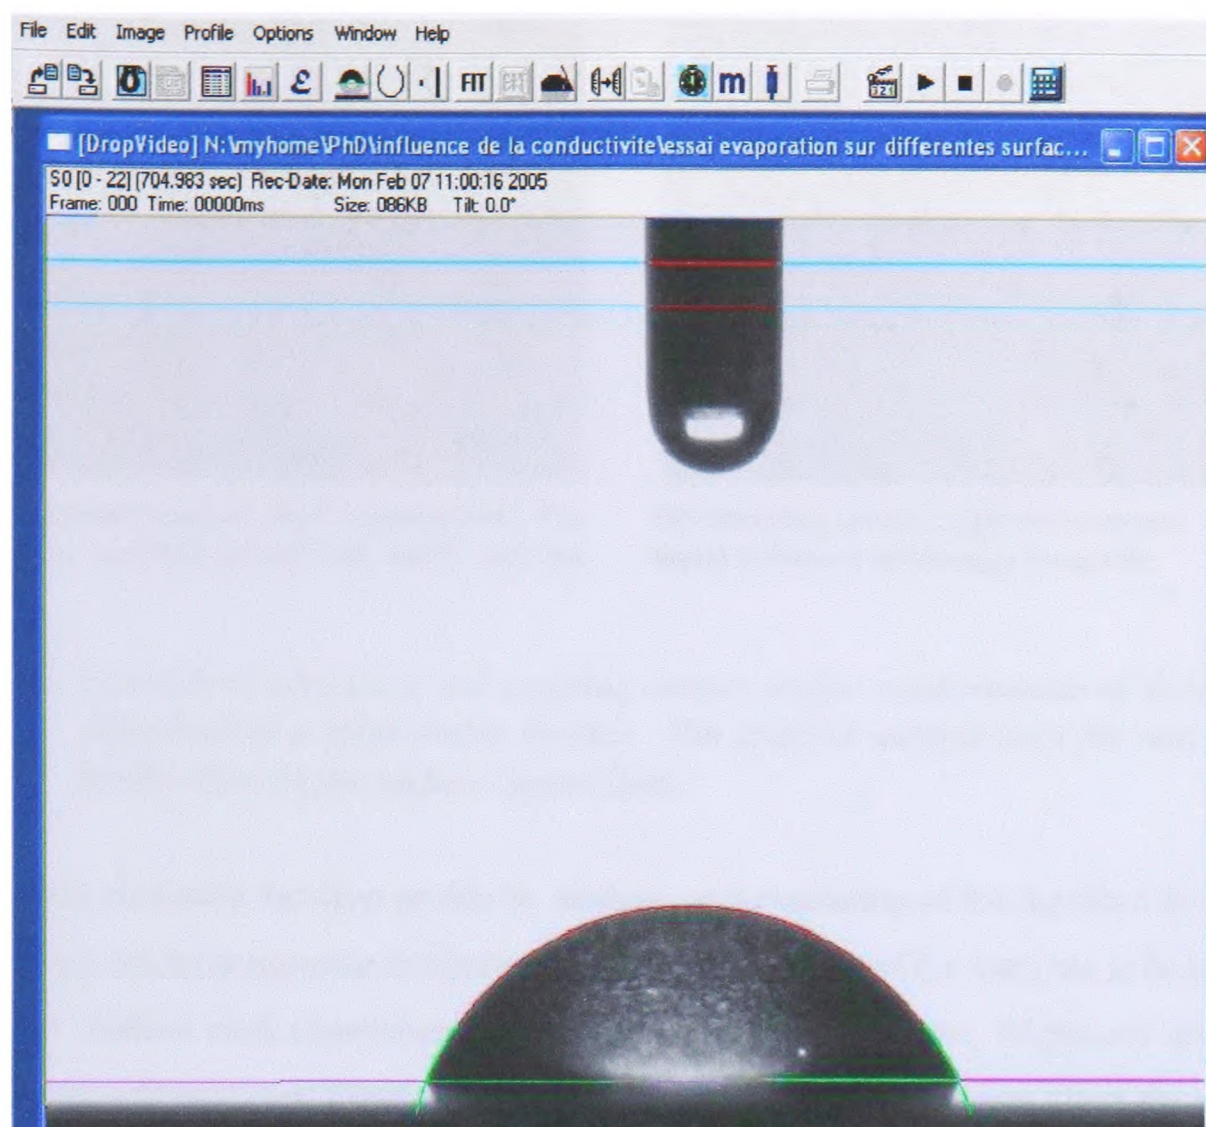 File Edit Image Profile Options Window Help
FIT
m
[DropVideo] N:\myhome\PhD\influence de la conductivite\essai evaporation sur differentes surfac...
S0 [0 - 22] (704.983 sec) Rec-Date: Mon Feb 07 11:00:16 2005
Frame: 000 Time: 00000ms Size: 086KB Tilt: 0.0°